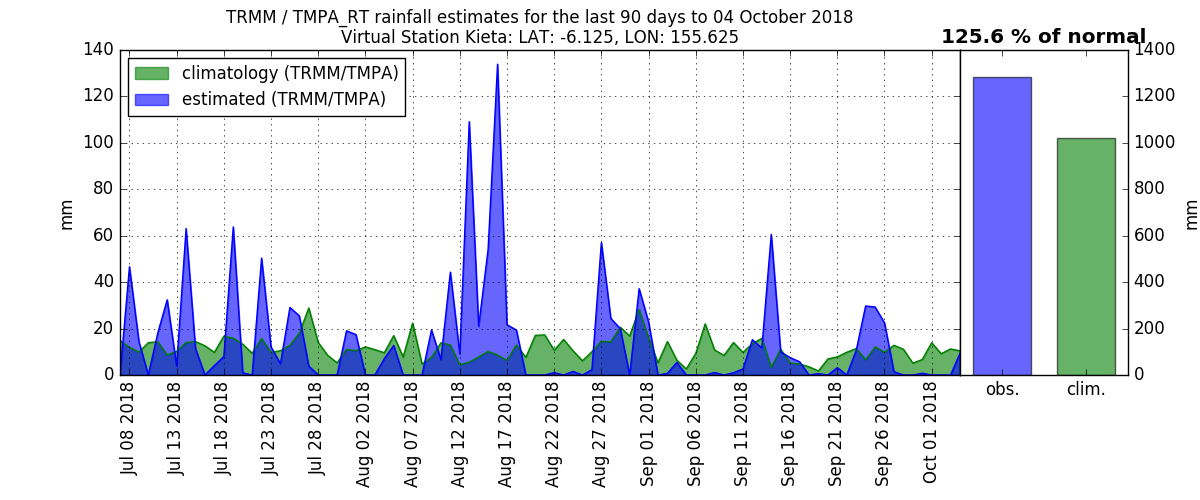 TRMM / TMPA_RT rainfall estimates for the last 90 days to 04 October 2018
Virtual Station Kieta: LAT: -6.125, LON: 155.625
125.6 % of normal
climatology (TRMM/TMPA)
estimated (TRMM/TMPA)
mm
140
120
100
80
60
40
20
0
Jul 08 2018
Jul 13 2018
Jul 18 2018
Jul 23 2018
Jul 28 2018
Aug 02 2018
Aug 07 2018
Aug 12 2018
Aug 17 2018
Aug 22 2018
Aug 27 2018
Sep 01 2018
Sep 06 2018
Sep 11 2018
Sep 16 2018
Sep 21 2018
Sep 26 2018
Oct 01 2018
obs.
clim.
1400
1200
1000
800
600
400
200
0
mm